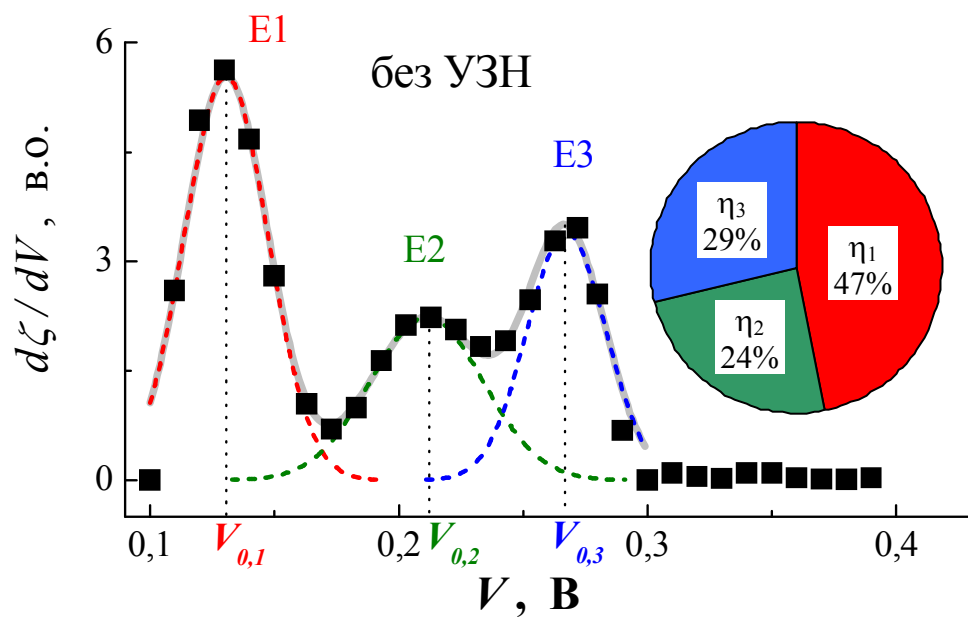 6
E1
без УЗН
E3
dζ / dV , в.о.
η₃
29%
η₁
47%
3
E2
η₂
24%
0
V₀,₁
V₀,₂
V₀,₃
0,1
0,2
0,3
0,4
V , В